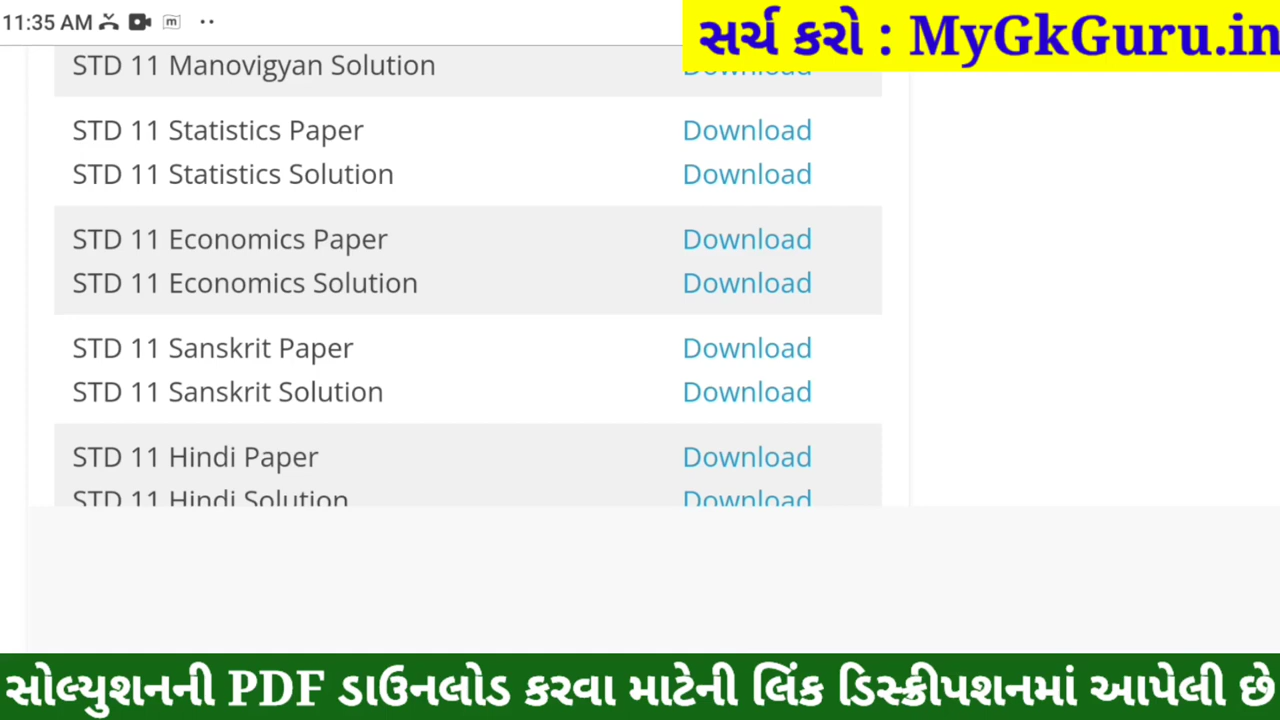 11:35 AM
સર્ચ કરો : MyGkGuru.in
STD 11 Manovigyan Solution Download
STD 11 Statistics Paper Download
STD 11 Statistics Solution Download
STD 11 Economics Paper Download
STD 11 Economics Solution Download
STD 11 Sanskrit Paper Download
STD 11 Sanskrit Solution Download
STD 11 Hindi Paper Download
STD 11 Hindi Solution Download
સોલ્યુશનની PDF ડાઉનલોડ કરવા માટેની લિંક ડિસ્ક્રીપશનમાં આપેલી છે